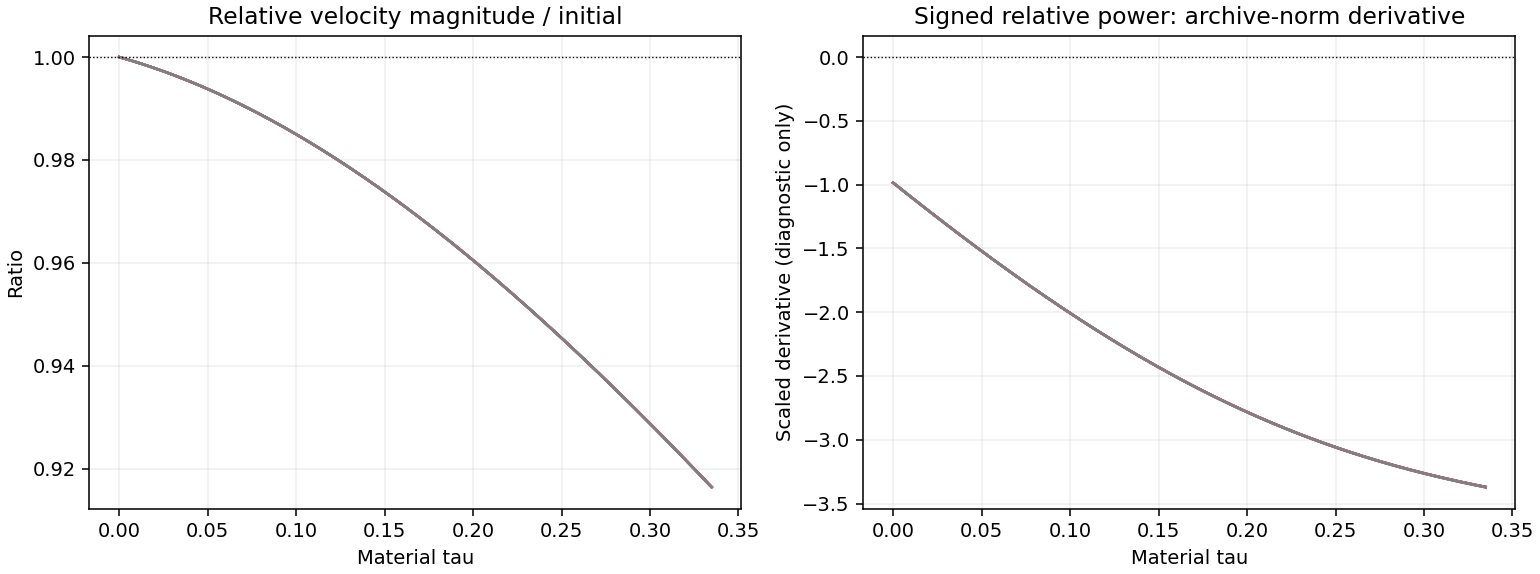 Relative velocity magnitude / initial
Ratio
1.00
0.98
0.96
0.94
0.92
0.00 0.05 0.10 0.15 0.20 0.25 0.30 0.35
Material tau
Signed relative power: archive-norm derivative
Scaled derivative (diagnostic only)
0.0
−0.5
−1.0
−1.5
−2.0
−2.5
−3.0
−3.5
0.00 0.05 0.10 0.15 0.20 0.25 0.30 0.35
Material tau